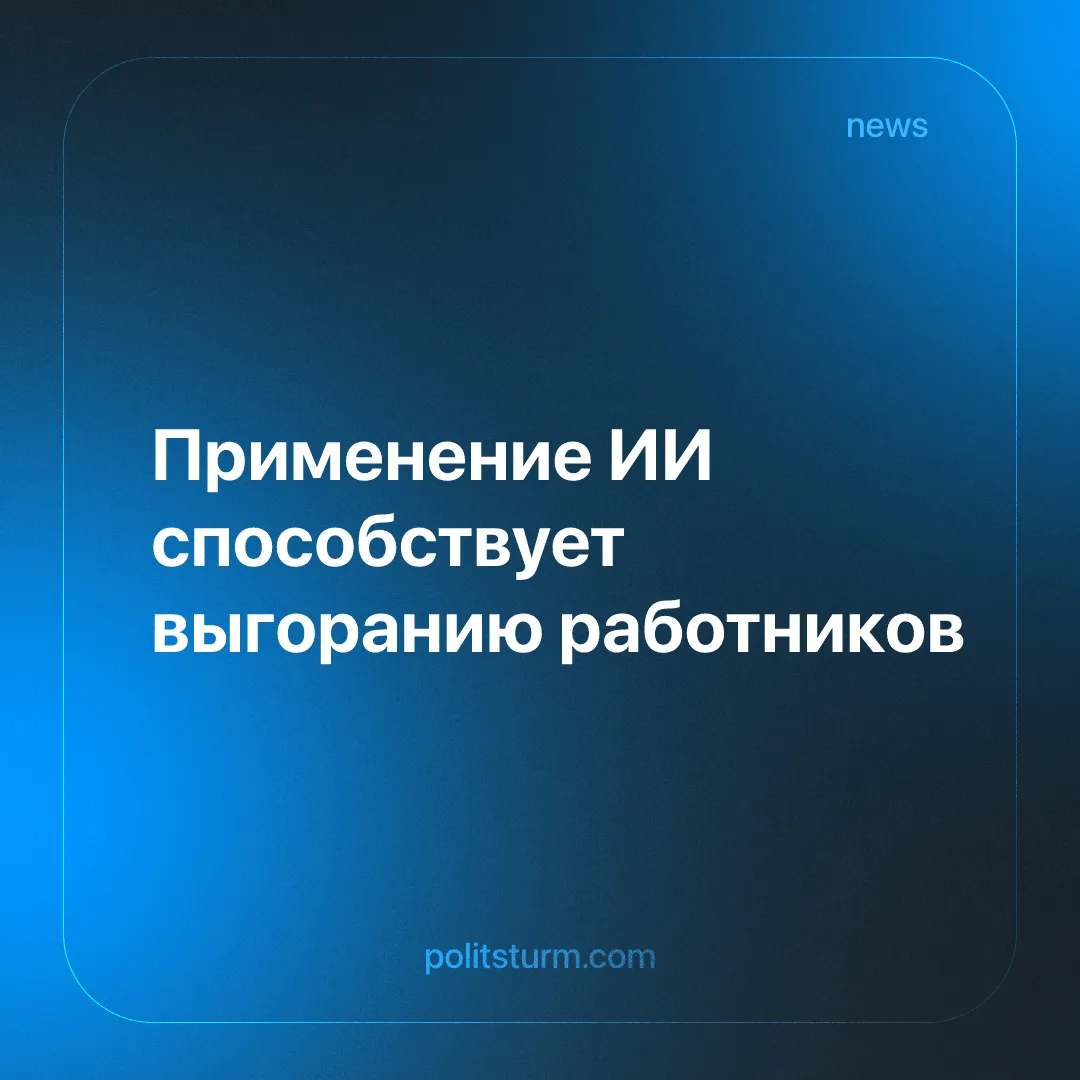 news
Применение ИИ
способствует
выгоранию работников
politsturm.com